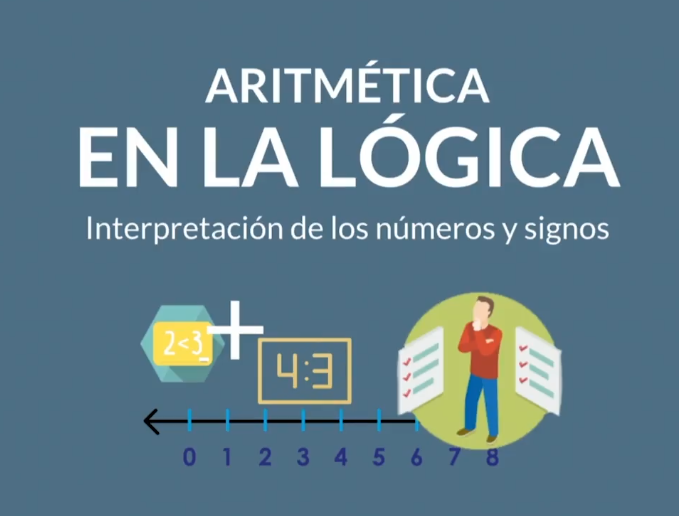 ARITMÉTICA
EN LA LÓGICA
Interpretación de los números y signos
2<3
4:3
0 1 2 3 4 5 6 7 8